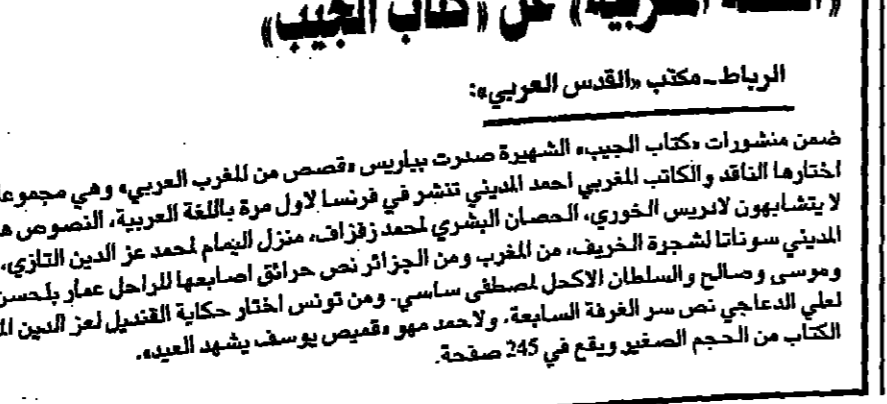 عن «كتاب الجيب»
الرباط ـ مكتب «القدس العربي»:
ضمن منشورات «كتاب الجيب» الشهيرة صدرت بباريس «قصص من المغرب العربي» وهي
اختارها الناقد والكاتب المغربي احمد المديني تنشر في فرنسا لاول مرة باللغة العربية، النصوص
لا يتشابهون لادريس الخوري، الحصان البشري لمحمد زفزاف، منزل اليمام لمحمد عز الدين التازي،
المديني سوناتا لشجرة الخريف، من المغرب ومن الجزائر نص حرائق اصابعها للراحل عمار بلحسن
وموسى وصالح والسلطان الاكحل لمصطفى ساسي. ومن تونس اختار حكاية القنديل لعز الدين
لعلي الدعاجي نص سر الغرفة السابعة. ولاحمد مهو «قميص يوسف يشهد العيد».
الكتاب من الحجم الصغير ويقع في 245 صفحة.